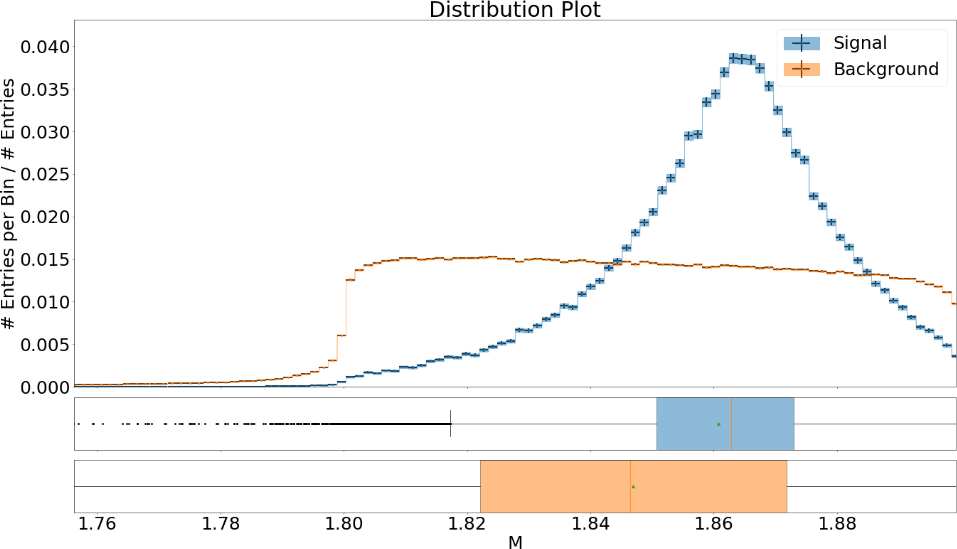 Distribution Plot
# Entries per Bin / # Entries
0.040
0.035
0.030
0.025
0.020
0.015
0.010
0.005
0.000
Signal
Background
1.76 1.78 1.80 1.82 1.84 1.86 1.88
M